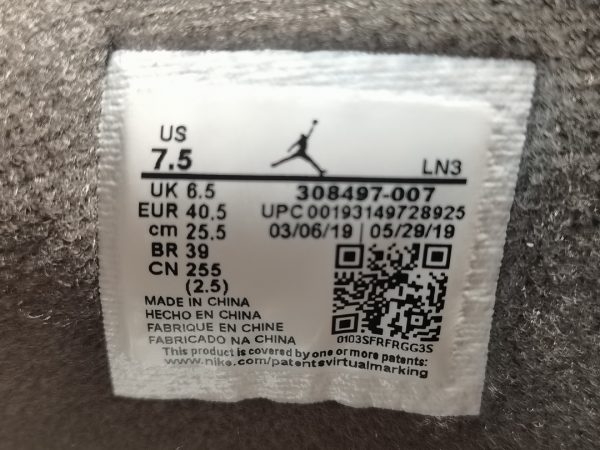 US
7.5
LN3
UK 6.5
308497-007
EUR 40.5
UPC 00193149728925
cm 25.5
03/06/19 | 05/29/19
BR 39
CN 255
(2.5)
MADE IN CHINA
HECHO EN CHINA
FABRIQUE EN CHINE
FABRICADO NA CHINA
0103SFRFRGG3S
This product is covered by one or more patents:
www.nike.com/patentsvirtualmarking